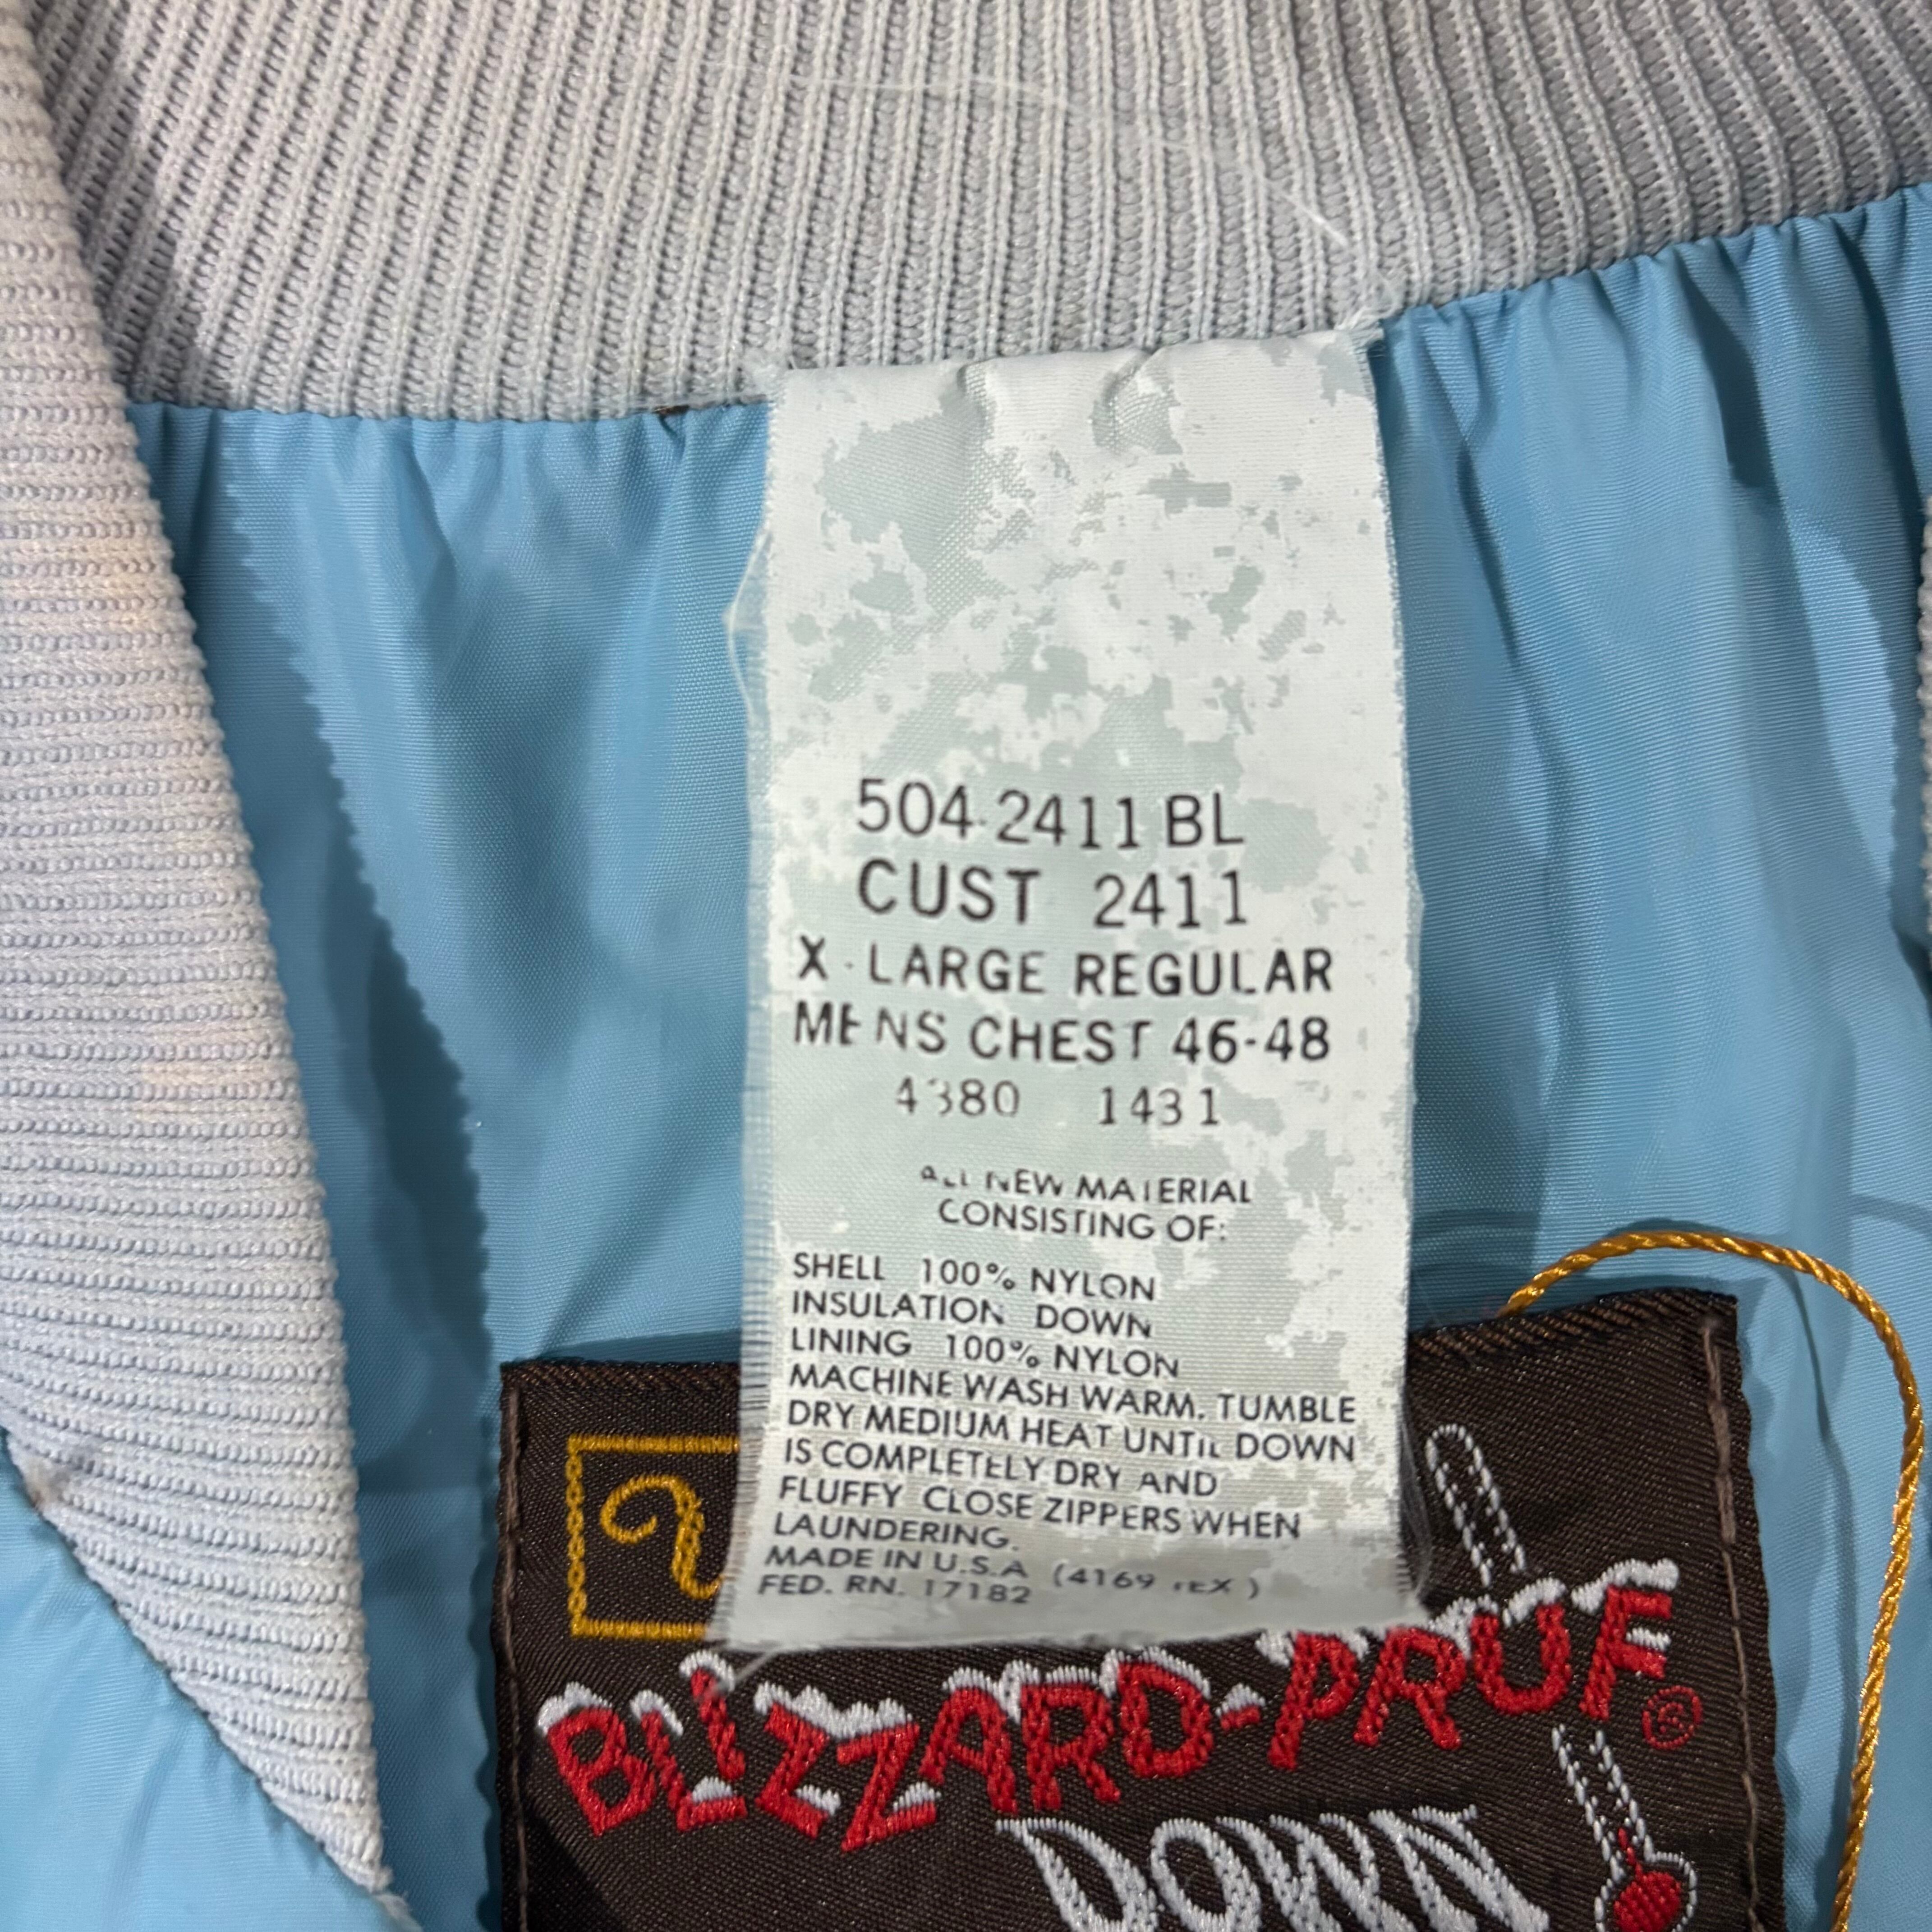 504-2411 BL
CUST 2411
X-LARGE REGULAR
MENS CHEST 46-48
4380 1431
ALL NEW MATERIAL
CONSISTING OF:
SHELL 100% NYLON
INSULATION DOWN
LINING 100% NYLON
MACHINE WASH WARM. TUMBLE
DRY MEDIUM HEAT UNTIL DOWN
IS COMPLETELY DRY AND
FLUFFY CLOSE ZIPPERS WHEN
LAUNDERING.
MADE IN U.S.A (4169 TEX)
FED. RN. 17182
BLIZZARD-PRUF®
DOWN